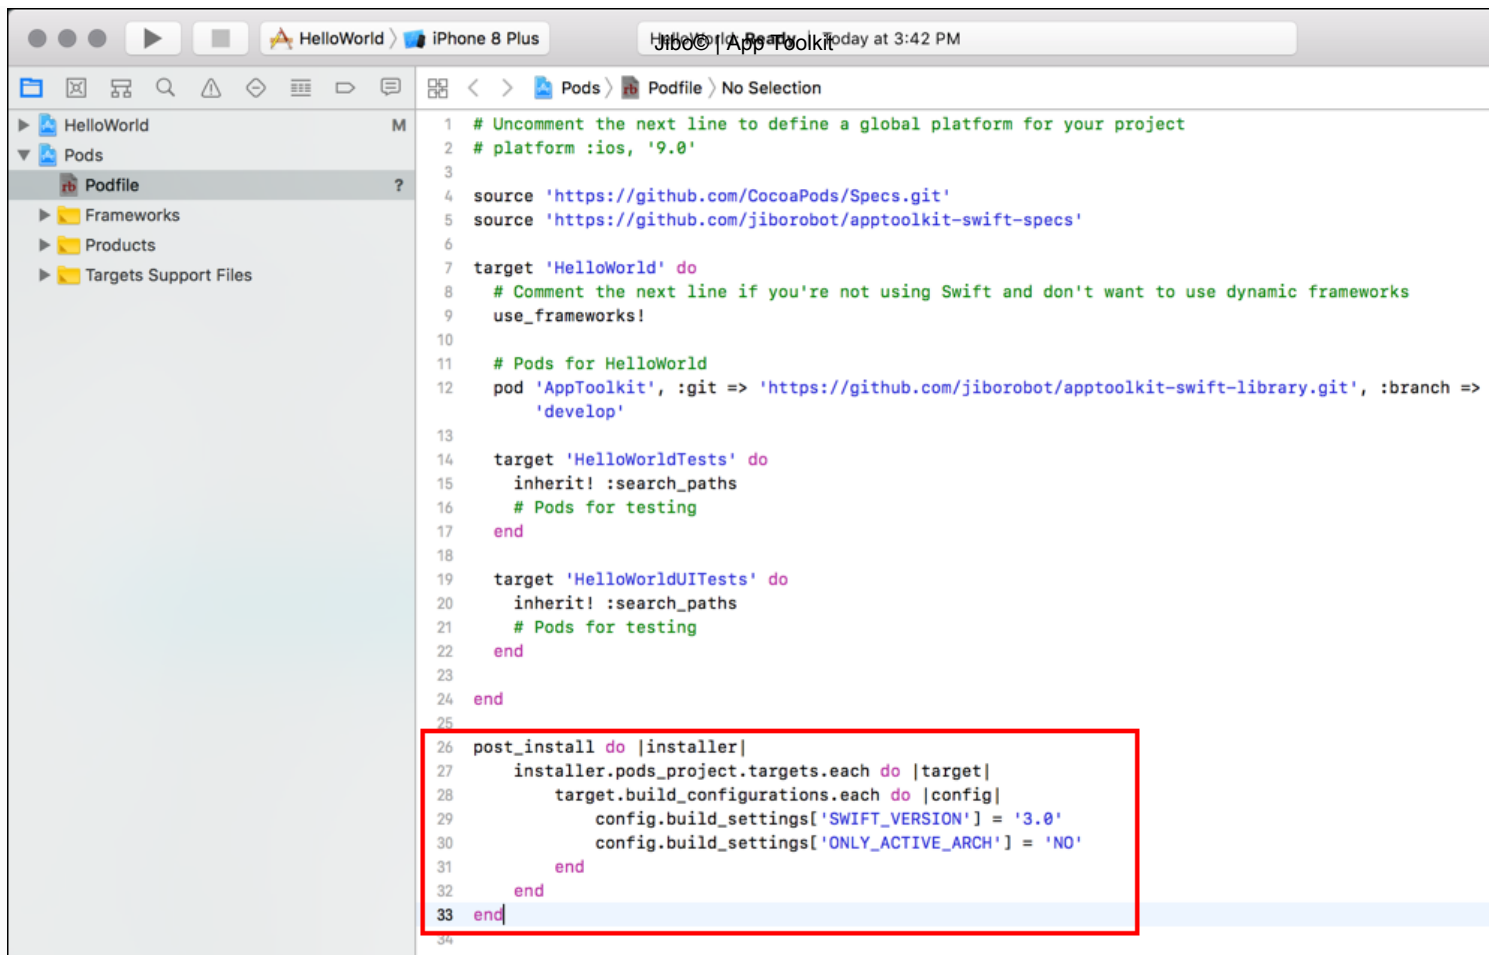 HelloWorld 〉 iPhone 8 Plus
HelloWorld: Ready | Today at 3:42 PM
Jibo© | App Toolkit
Pods 〉 Podfile 〉 No Selection
HelloWorld M
Pods
rb Podfile ?
Frameworks
Products
Targets Support Files
1 # Uncomment the next line to define a global platform for your project
2 # platform :ios, '9.0'
3
4 source 'https://github.com/CocoaPods/Specs.git'
5 source 'https://github.com/jiborobot/apptoolkit-swift-specs'
6
7 target 'HelloWorld' do
8 # Comment the next line if you're not using Swift and don't want to use dynamic frameworks
9 use_frameworks!
10
11 # Pods for HelloWorld
12 pod 'AppToolkit', :git => 'https://github.com/jiborobot/apptoolkit-swift-library.git', :branch =>
'develop'
13
14 target 'HelloWorldTests' do
15 inherit! :search_paths
16 # Pods for testing
17 end
18
19 target 'HelloWorldUITests' do
20 inherit! :search_paths
21 # Pods for testing
22 end
23
24 end
25
26 post_install do |installer|
27 installer.pods_project.targets.each do |target|
28 target.build_configurations.each do |config|
29 config.build_settings['SWIFT_VERSION'] = '3.0'
30 config.build_settings['ONLY_ACTIVE_ARCH'] = 'NO'
31 end
32 end
33 end
34